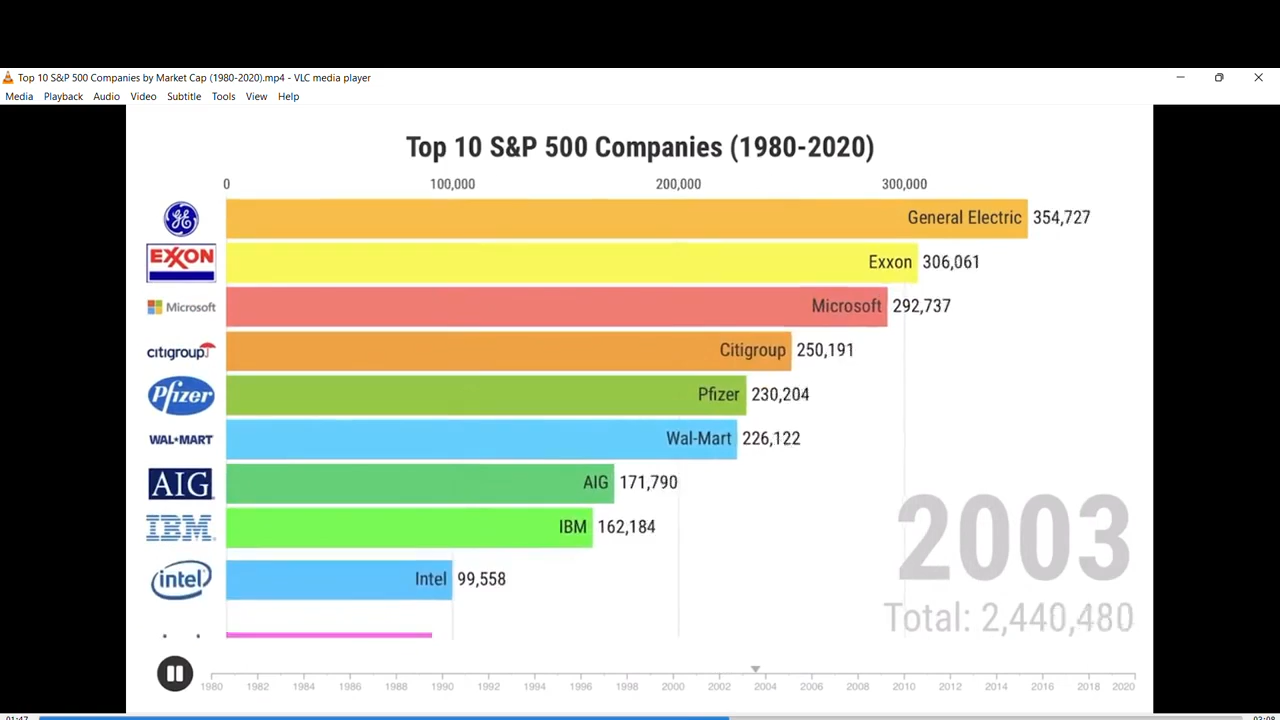 Top 10 S&P 500 Companies by Market Cap (1980-2020).mp4 - VLC media player
Media Playback Audio Video Subtitle Tools View Help
Top 10 S&P 500 Companies (1980-2020)
0 100,000 200,000 300,000
GE General Electric 354,727
EXXON Exxon 306,061
Microsoft Microsoft 292,737
citigroup Citigroup 250,191
Pfizer Pfizer 230,204
WAL★MART Wal-Mart 226,122
AIG AIG 171,790
IBM IBM 162,184
intel Intel 99,558
2003
Total: 2,440,480
1980 1982 1984 1986 1988 1990 1992 1994 1996 1998 2000 2002 2004 2006 2008 2010 2012 2014 2016 2018 2020